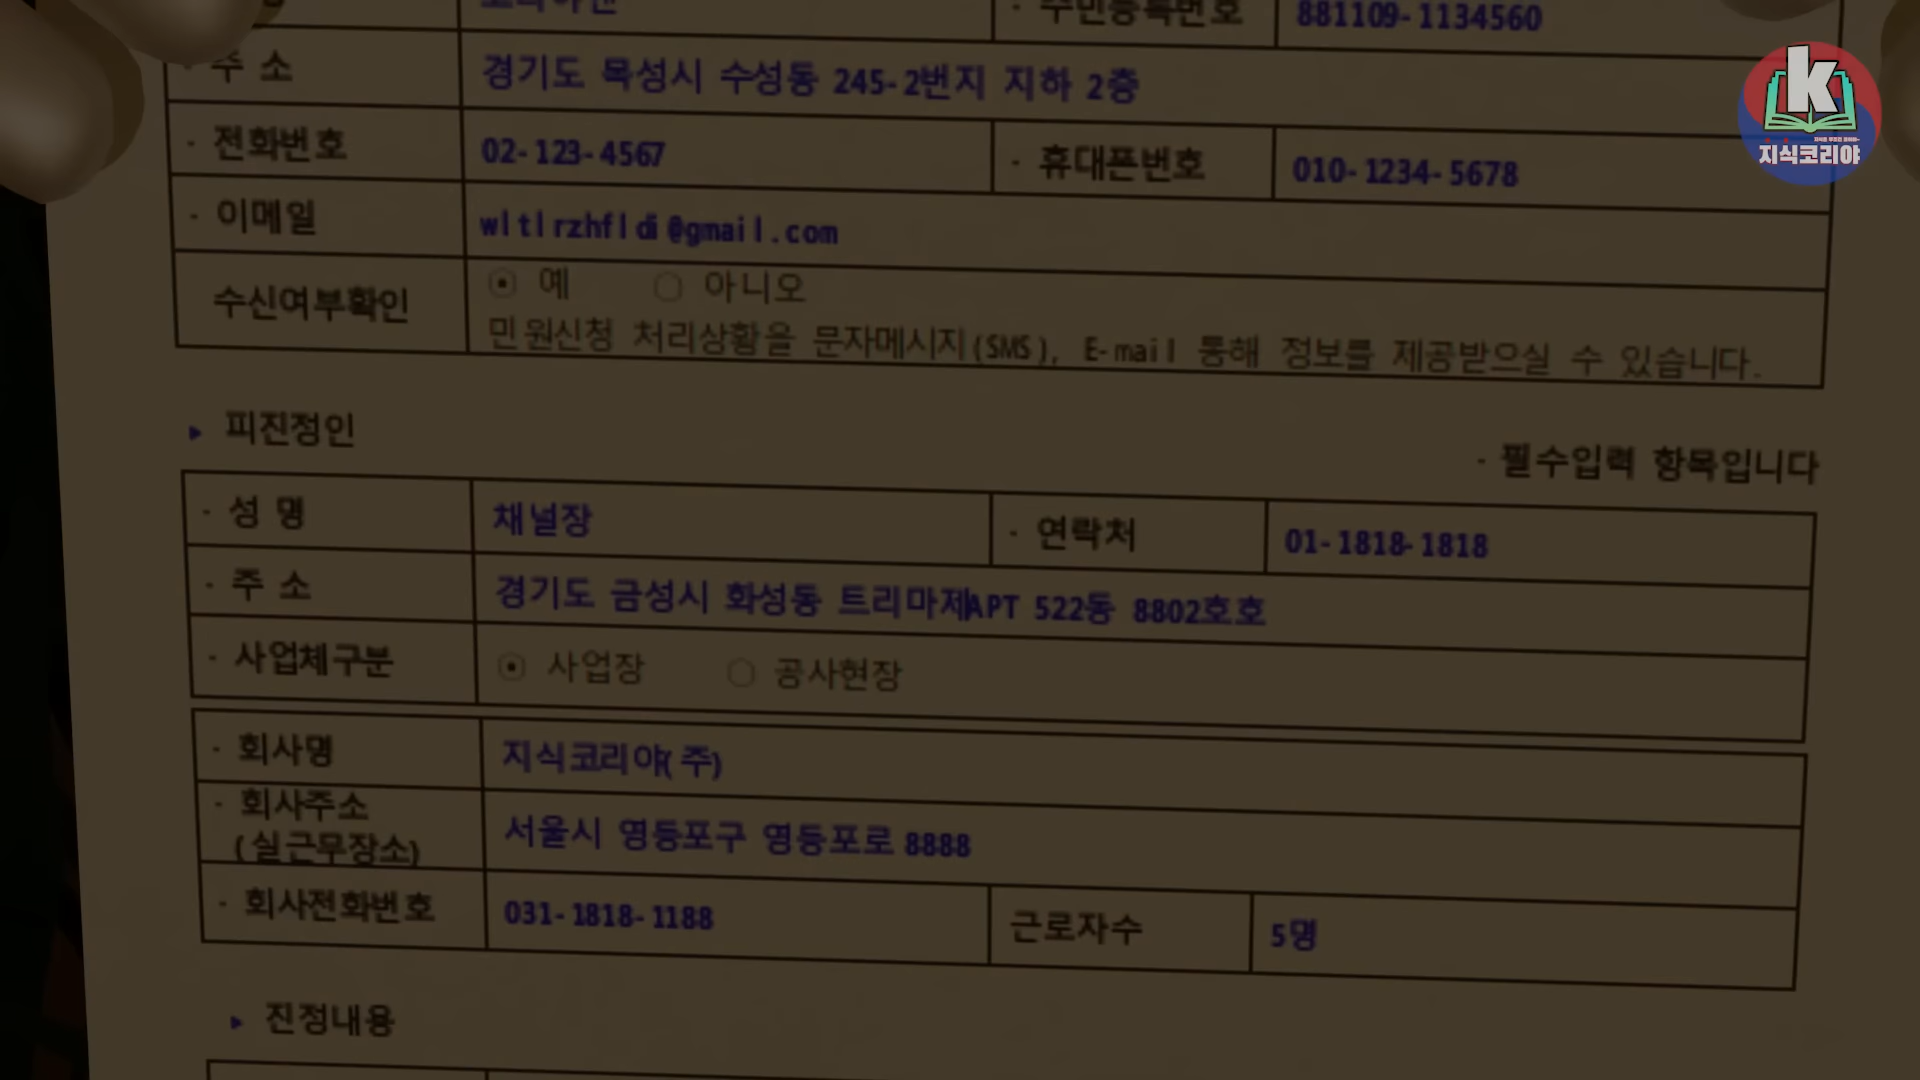 주민등록번호 881109-1134560
· 주 소 경기도 목성시 수성동 245-2번지 지하 2층
· 전화번호 02-123-4567 · 휴대폰번호 010-1234-5678
· 이메일 wltlrzhfldi@gmail.com
수신여부확인 예 아니오
민원신청 처리상황을 문자메시지(SMS), E-mail 통해 정보를 제공받으실 수 있습니다.
피진정인
· 필수입력 항목입니다
· 성 명 채널장 · 연락처 01-1818-1818
· 주 소 경기도 금성시 화성동 트리마제APT 522동 8802호호
· 사업체구분 사업장 공사현장
· 회사명 지식코리야(주)
· 회사주소
(실근무장소) 서울시 영등포구 영등포로 8888
· 회사전화번호 031-1818-1188 근로자수 5명
진정내용
k
지식코리야